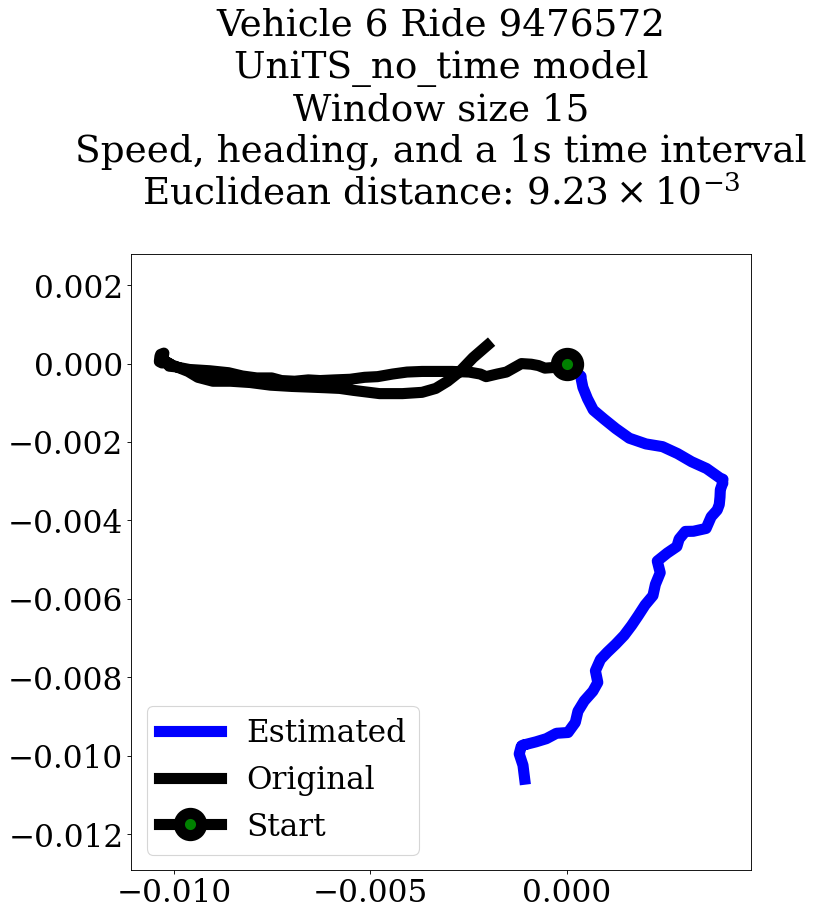 Vehicle 6 Ride 9476572
UniTS_no_time model
Window size 15
Speed, heading, and a 1s time interval
Euclidean distance: 9.23 × 10⁻³
0.002
0.000
−0.002
−0.004
−0.006
−0.008
−0.010
−0.012
Estimated
Original
Start
−0.010
−0.005
0.000